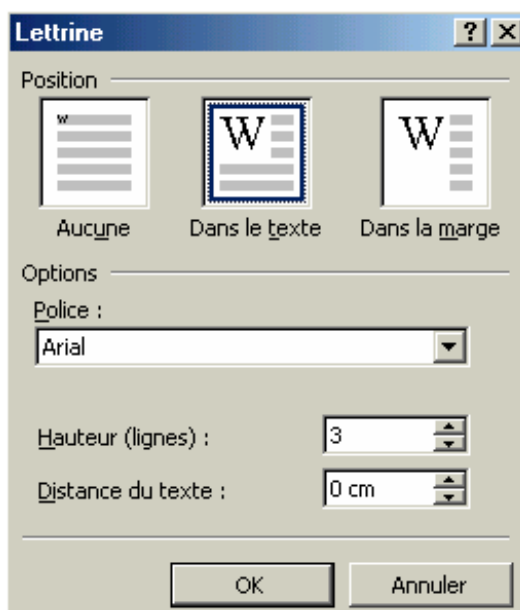 Lettrine
Position
W W W
Aucune Dans le texte Dans la marge
Options
Police :
Arial
Hauteur (lignes) : 3
Distance du texte : 0 cm
OK Annuler